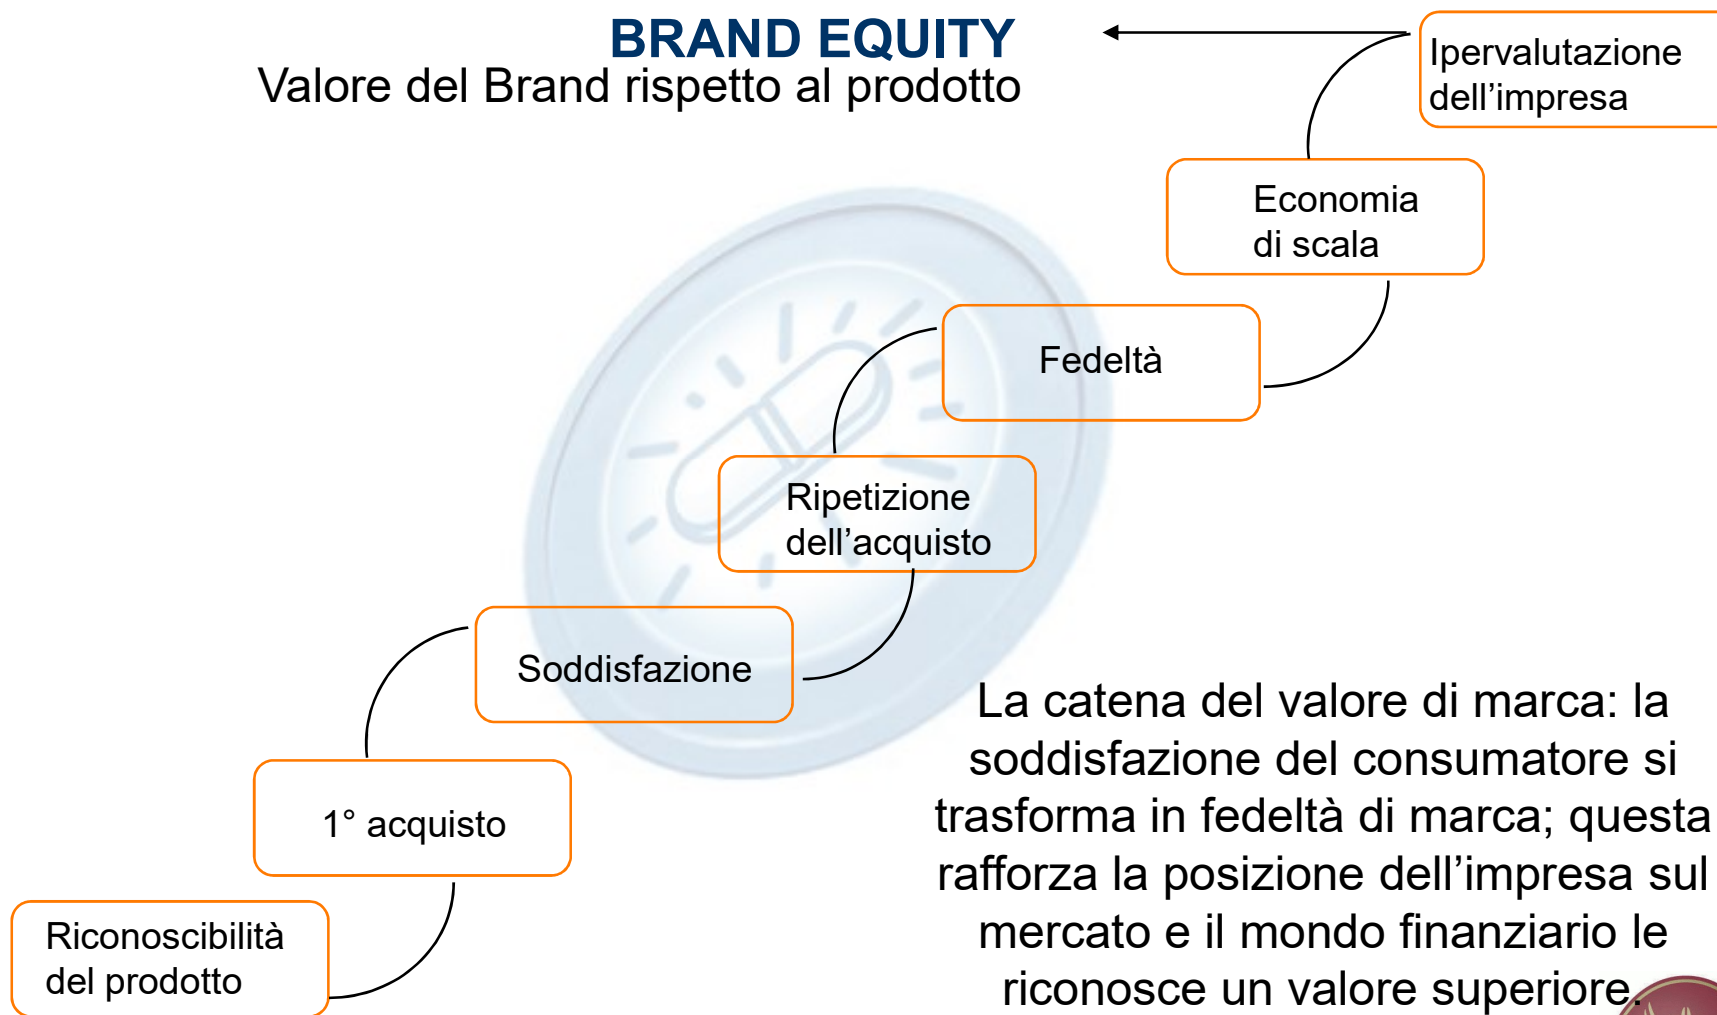 BRAND EQUITY
Valore del Brand rispetto al prodotto
Ipervalutazione
dell’impresa
Economia
di scala
Fedeltà
Ripetizione
dell’acquisto
Soddisfazione
1° acquisto
Riconoscibilità
del prodotto
La catena del valore di marca: la
soddisfazione del consumatore si
trasforma in fedeltà di marca; questa
rafforza la posizione dell’impresa sul
mercato e il mondo finanziario le
riconosce un valore superiore.